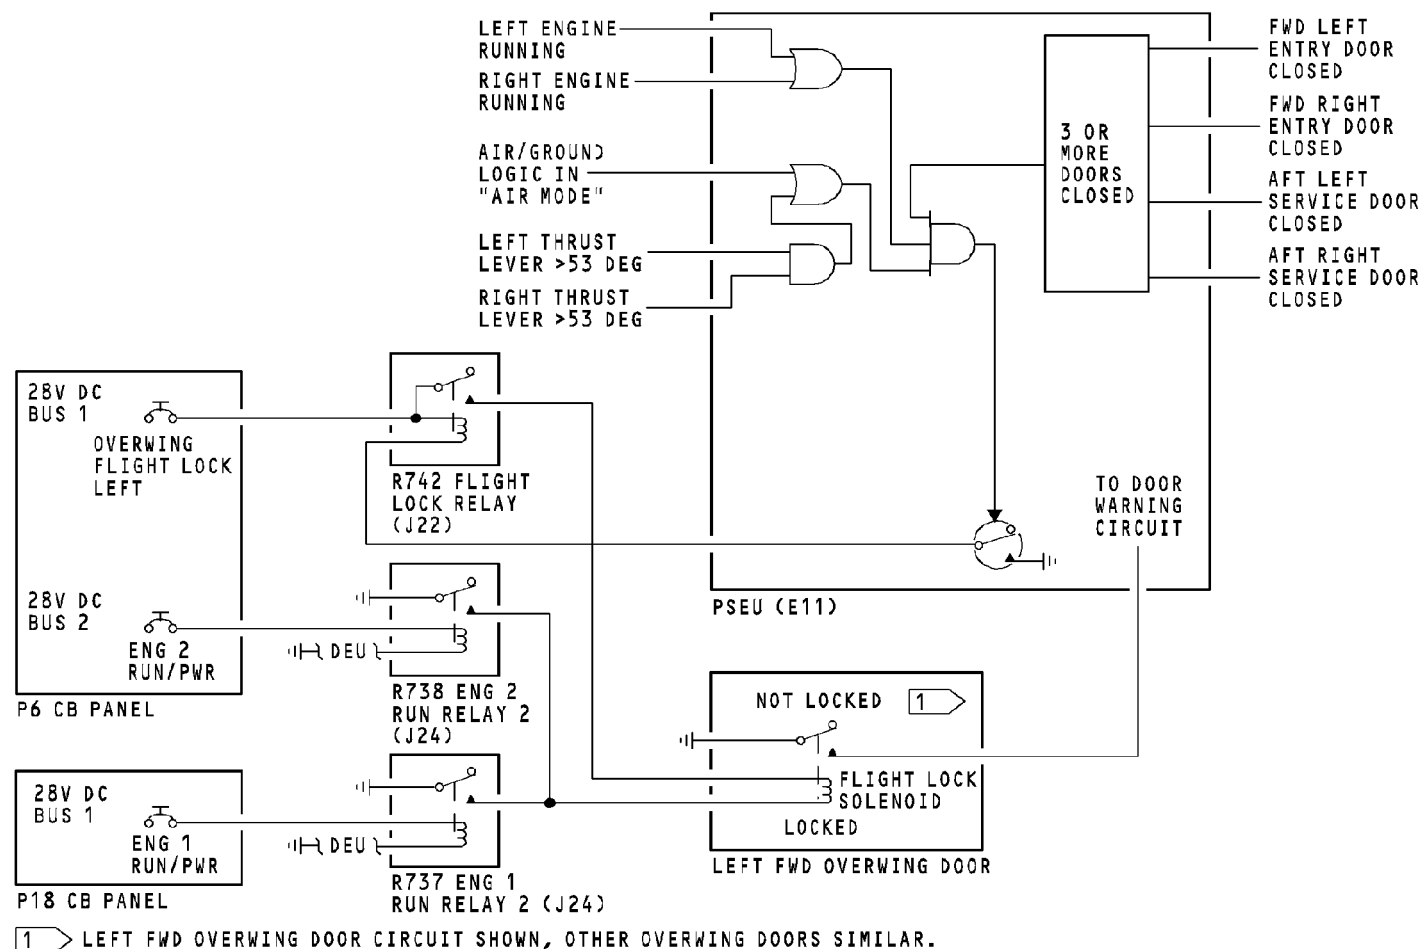 LEFT ENGINE
RUNNING
RIGHT ENGINE
RUNNING
AIR/GROUND
LOGIC IN
"AIR MODE"
LEFT THRUST
LEVER >53 DEG
RIGHT THRUST
LEVER >53 DEG
3 OR
MORE
DOORS
CLOSED
FWD LEFT
ENTRY DOOR
CLOSED
FWD RIGHT
ENTRY DOOR
CLOSED
AFT LEFT
SERVICE DOOR
CLOSED
AFT RIGHT
SERVICE DOOR
CLOSED
28V DC
BUS 1
OVERWING
FLIGHT LOCK
LEFT
28V DC
BUS 2
ENG 2
RUN/PWR
P6 CB PANEL
R742 FLIGHT
LOCK RELAY
(J22)
DEU
R738 ENG 2
RUN RELAY 2
(J24)
TO DOOR
WARNING
CIRCUIT
PSEU (E11)
28V DC
BUS 1
ENG 1
RUN/PWR
P18 CB PANEL
DEU
R737 ENG 1
RUN RELAY 2 (J24)
NOT LOCKED 1
FLIGHT LOCK
SOLENOID
LOCKED
LEFT FWD OVERWING DOOR
1 LEFT FWD OVERWING DOOR CIRCUIT SHOWN, OTHER OVERWING DOORS SIMILAR.